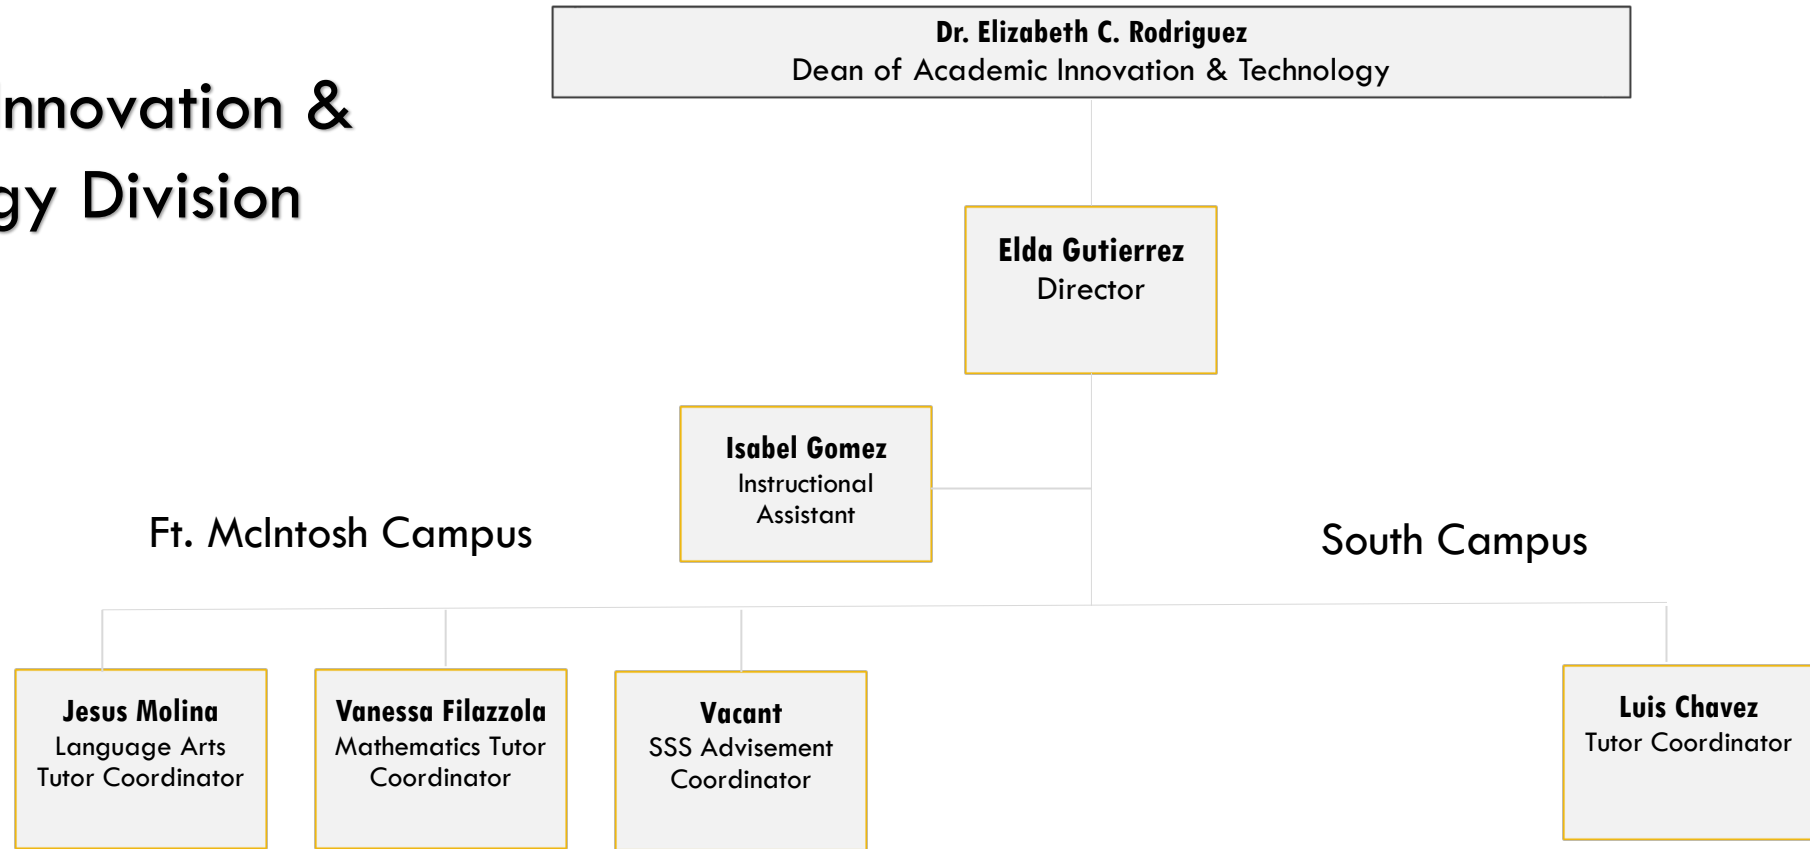 Dr. Elizabeth C. Rodriguez
Dean of Academic Innovation & Technology
Innovation &
gy Division
Elda Gutierrez
Director
Isabel Gomez
Instructional
Assistant
Ft. McIntosh Campus
South Campus
Jesus Molina
Language Arts
Tutor Coordinator
Vanessa Filazzola
Mathematics Tutor
Coordinator
Vacant
SSS Advisement
Coordinator
Luis Chavez
Tutor Coordinator